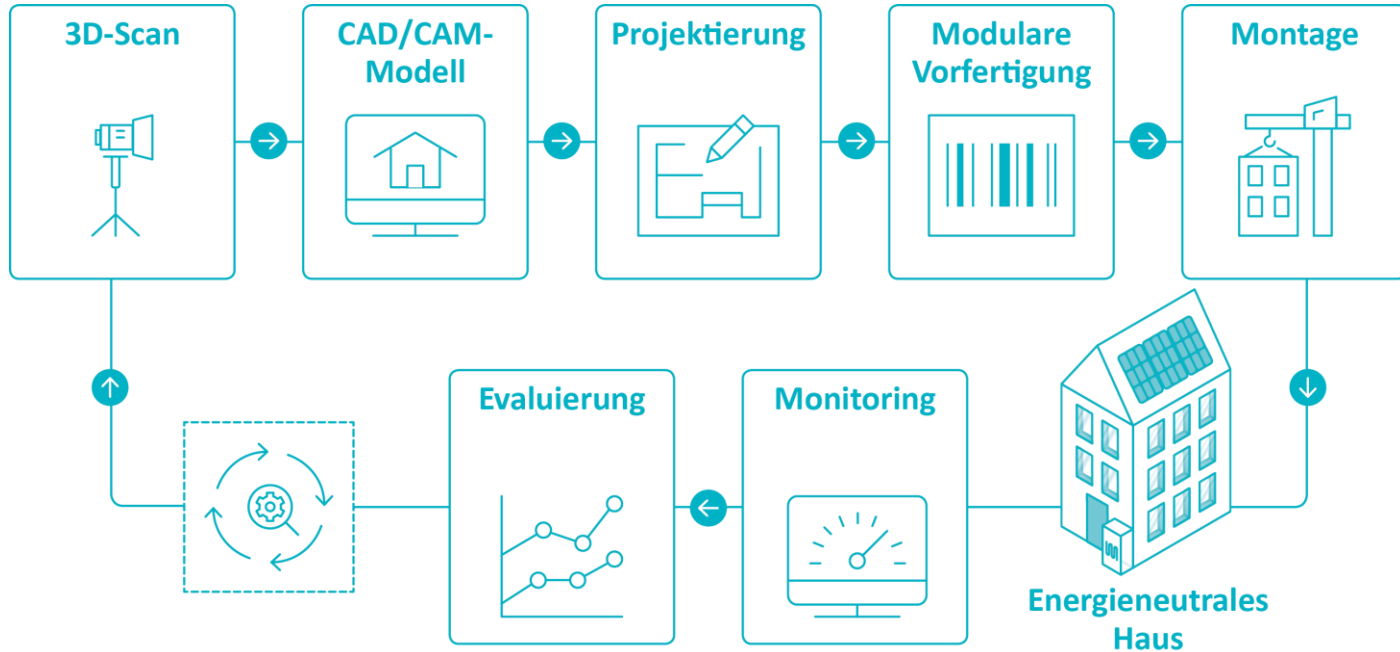 3D-Scan
CAD/CAM-
Modell
Projektierung
Modulare
Vorfertigung
Montage
Evaluierung
Monitoring
Energieneutrales
Haus